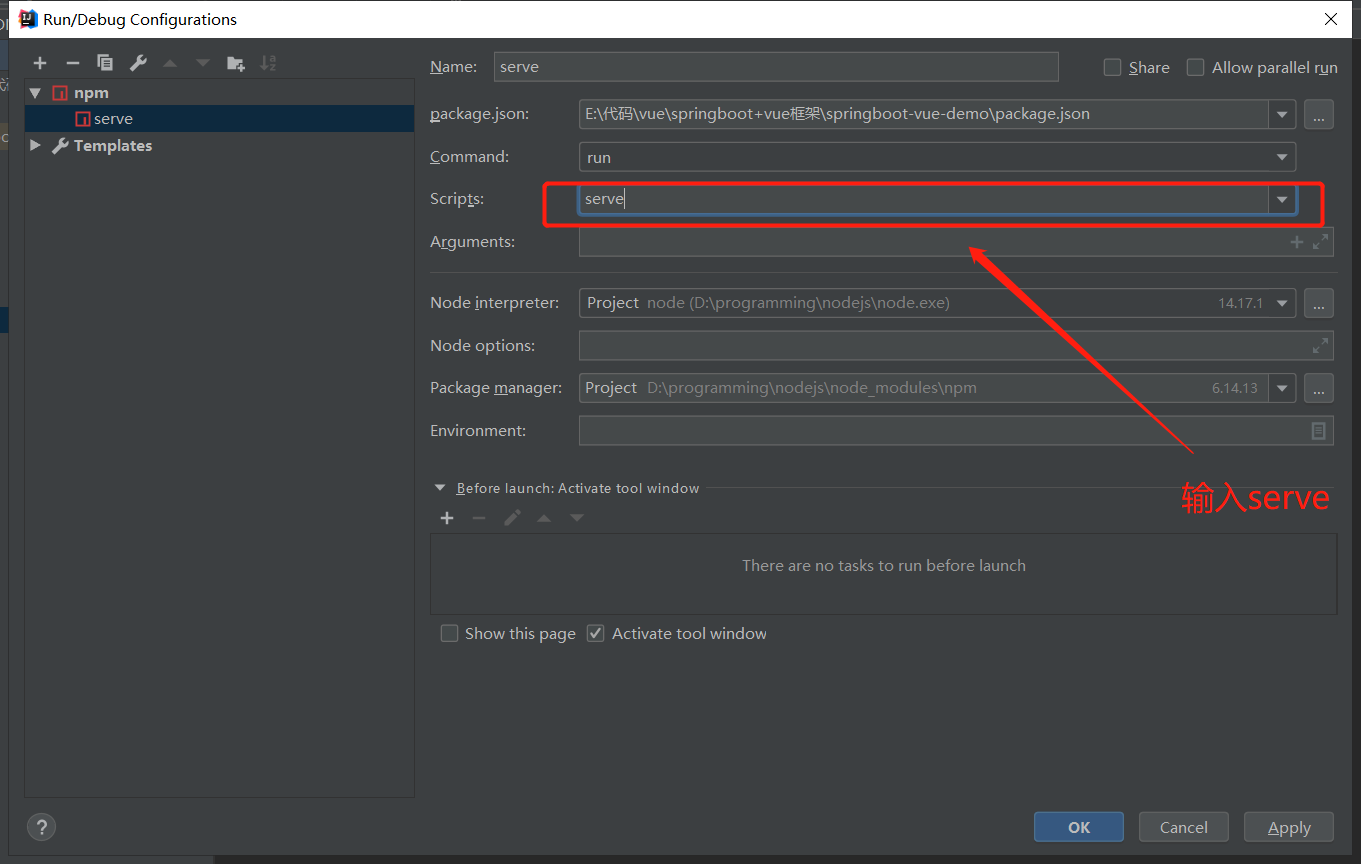 Run/Debug Configurations
npm
serve
Templates
Name: serve
Share
Allow parallel run
package.json: E:\代码\vue\springboot+vue框架\springboot-vue-demo\package.json ...
Command: run
Scripts: serve
Arguments:
Node interpreter: Project node (D:\programming\nodejs\node.exe) 14.17.1 ...
Node options:
Package manager: Project D:\programming\nodejs\node_modules\npm 6.14.13 ...
Environment:
Before launch: Activate tool window
输入serve
There are no tasks to run before launch
Show this page
Activate tool window
?
OK
Cancel
Apply